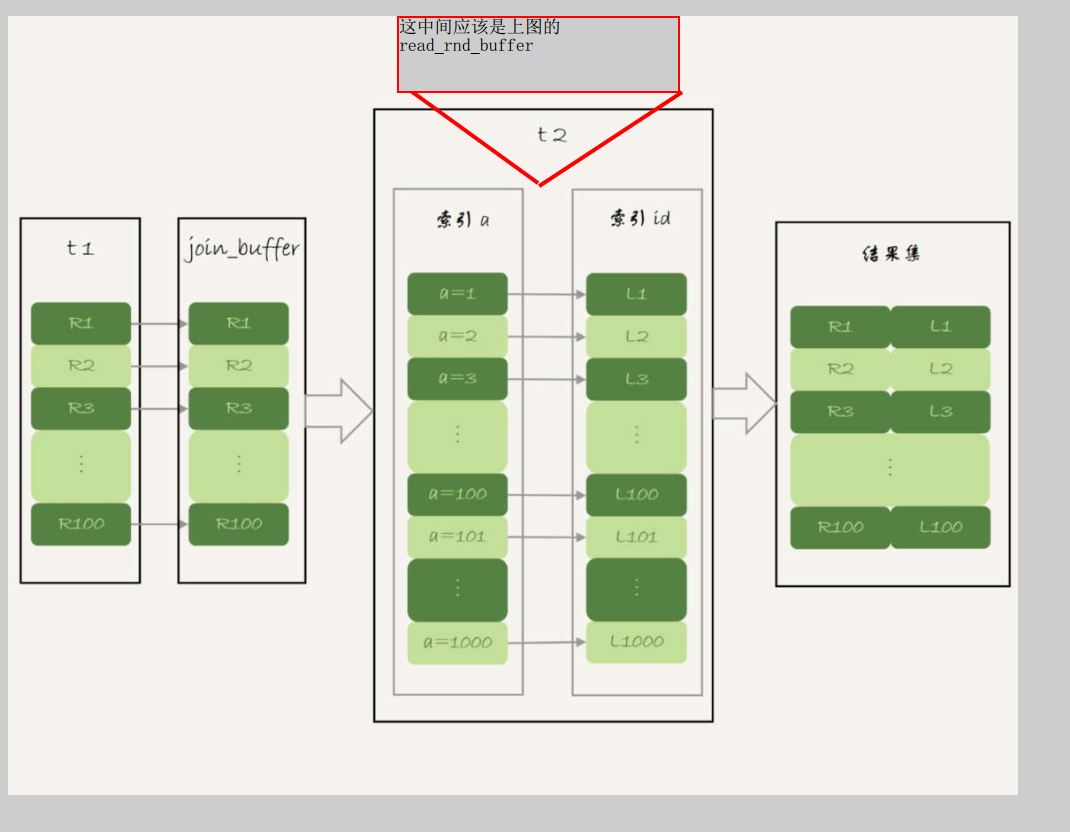 这中间应该是上图的
read_rnd_buffer
t2
t1
join_buffer
索引 a
索引 id
结果集
R1
R2
R3
⋮
R100
R1
R2
R3
⋮
R100
a=1
a=2
a=3
⋮
a=100
a=101
⋮
a=1000
L1
L2
L3
⋮
L100
L101
⋮
L1000
R1 L1
R2 L2
R3 L3
⋮
R100 L100